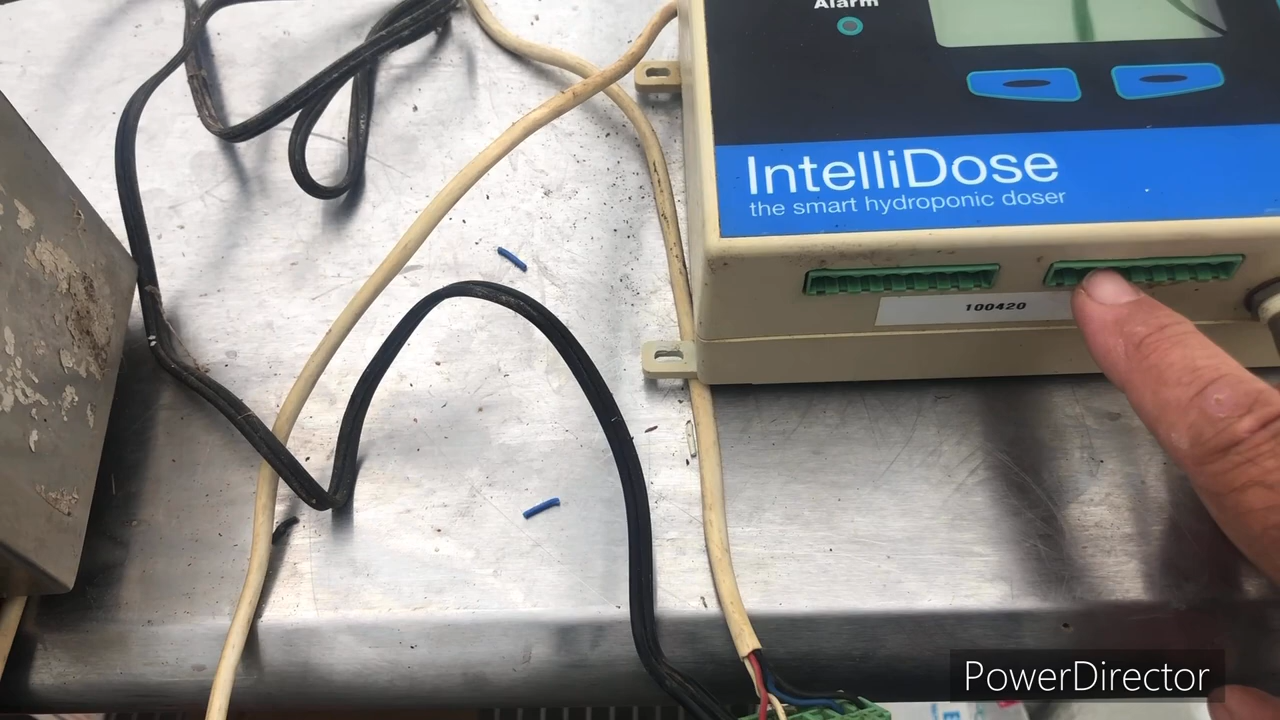 Alarm
IntelliDose
the smart hydroponic doser
100420
PowerDirector